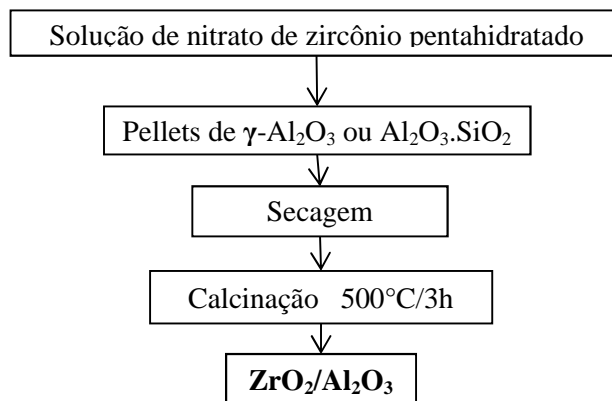 Solução de nitrato de zircônio pentahidratado
Pellets de γ-Al₂O₃ ou Al₂O₃.SiO₂
Secagem
Calcinação 500°C/3h
ZrO₂/Al₂O₃